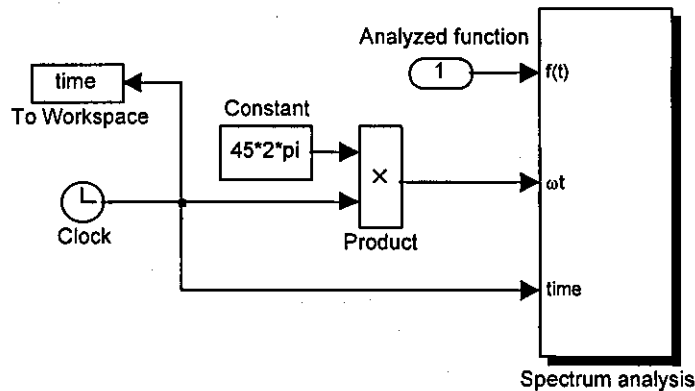 Analyzed function
1
f(t)
time
To Workspace
Constant
45*2*pi
×
ωt
Clock
Product
time
Spectrum analysis